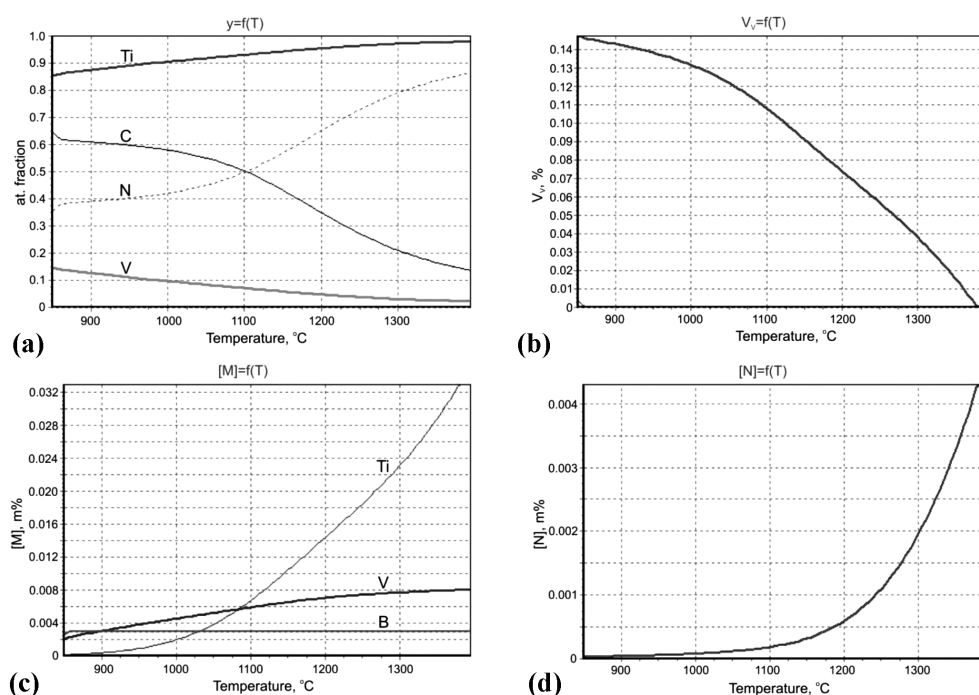 y=f(T)
1.0
0.9
0.8
0.7
0.6
0.5
0.4
0.3
0.2
0.1
0
at. fraction
Ti
C
N
V
900 1000 1100 1200 1300
Temperature, °C
(a)
Vv=f(T)
0.14
0.13
0.12
0.11
0.10
0.09
0.08
0.07
0.06
0.05
0.04
0.03
0.02
0.01
0
Vv, %
900 1000 1100 1200 1300
Temperature, °C
(b)
[M]=f(T)
0.032
0.028
0.024
0.020
0.016
0.012
0.008
0.004
0
[M], m%
Ti
V
B
900 1000 1100 1200 1300
Temperature, °C
(c)
[N]=f(T)
0.004
0.003
0.002
0.001
0
[N], m%
900 1000 1100 1200 1300
Temperature, °C
(d)